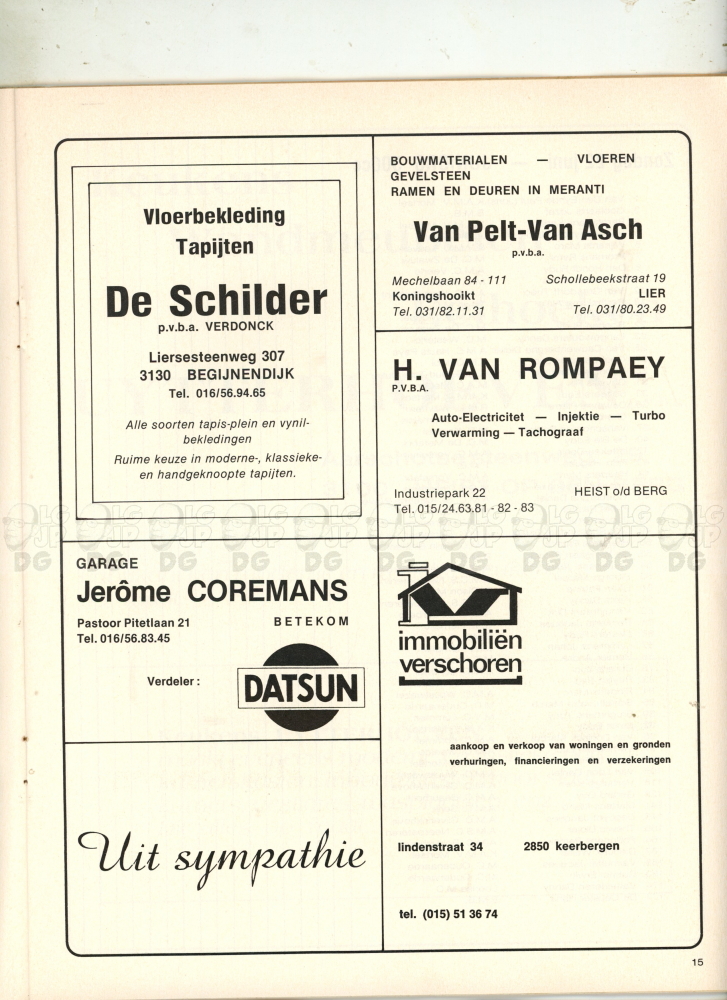 Vloerbekleding
Tapijten
De Schilder
p.v.b.a. VERDONCK
Liersesteenweg 307
3130 BEGIJNENDIJK
Tel. 016/56.94.65
Alle soorten tapis-plein en vynil-
bekledingen
Ruime keuze in moderne-, klassieke-
en handgeknoopte tapijten.
BOUWMATERIALEN — VLOEREN
GEVELSTEEN
RAMEN EN DEUREN IN MERANTI
Van Pelt-Van Asch
p.v.b.a.
Mechelbaan 84 - 111 Schollebeekstraat 19
Koningshooikt LIER
Tel. 031/82.11.31 Tel. 031/80.23.49
H. VAN ROMPAEY
P.V.B.A.
Auto-Electricitet — Injektie — Turbo
Verwarming — Tachograaf
Industriepark 22 HEIST o/d BERG
Tel. 015/24.63.81 - 82 - 83
GARAGE
Jerôme COREMANS
Pastoor Pitetlaan 21 BETEKOM
Tel. 016/56.83.45
Verdeler :
DATSUN
Uit sympathie
immobiliën
verschoren
aankoop en verkoop van woningen en gronden
verhuringen, financieringen en verzekeringen
lindenstraat 34 2850 keerbergen
tel. (015) 51 36 74
15